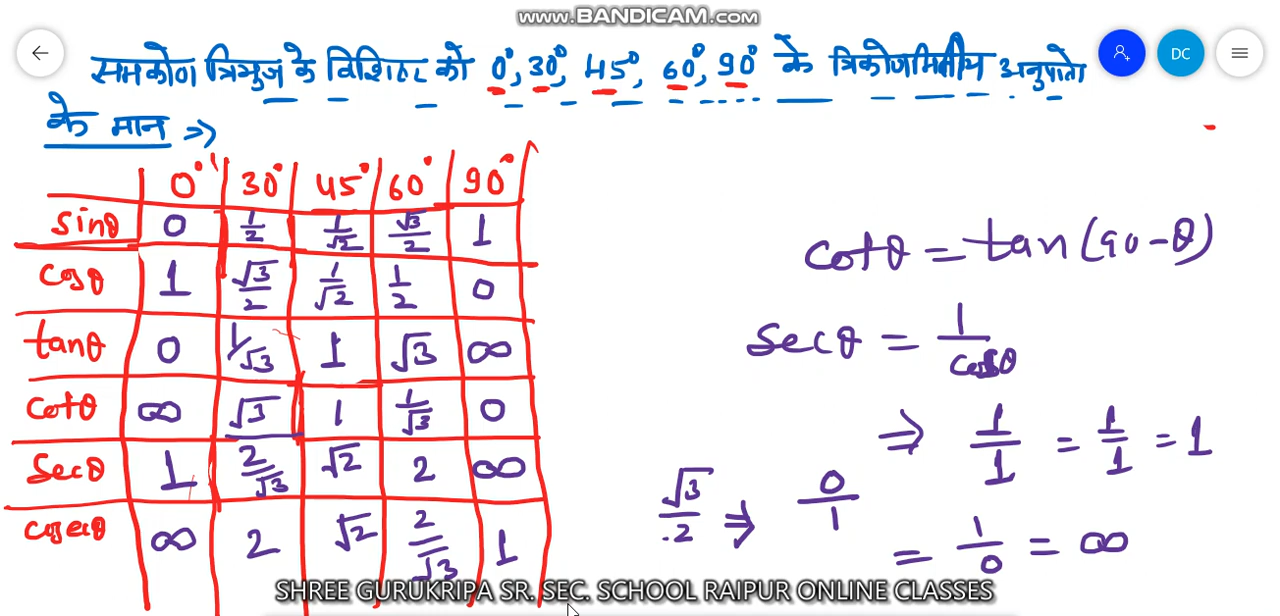 www.BANDICAM.com
समकोण त्रिभुज के विशिष्ट को 0°, 30°, 45°, 60°, 90° के त्रिकोणमितीय अनुपातो
DC
के मान ⇒
0° 30° 45° 60° 90°
sinθ 0 1/2 1/√2 √3/2 1
cosθ 1 √3/2 1/√2 1/2 0
tanθ 0 1/√3 1 √3 ∞
cotθ ∞ √3 1 1/√3 0
secθ 1 2/√3 √2 2 ∞
cosecθ ∞ 2 √2 2/√3 1
cotθ = tan(90-θ)
secθ = 1/cosθ
⇒ 1/1 = 1/1 = 1
√3/2 ⇒ 0/1
= 1/0 = ∞
SHREE GURUKRIPA SR. SEC. SCHOOL RAIPUR ONLINE CLASSES